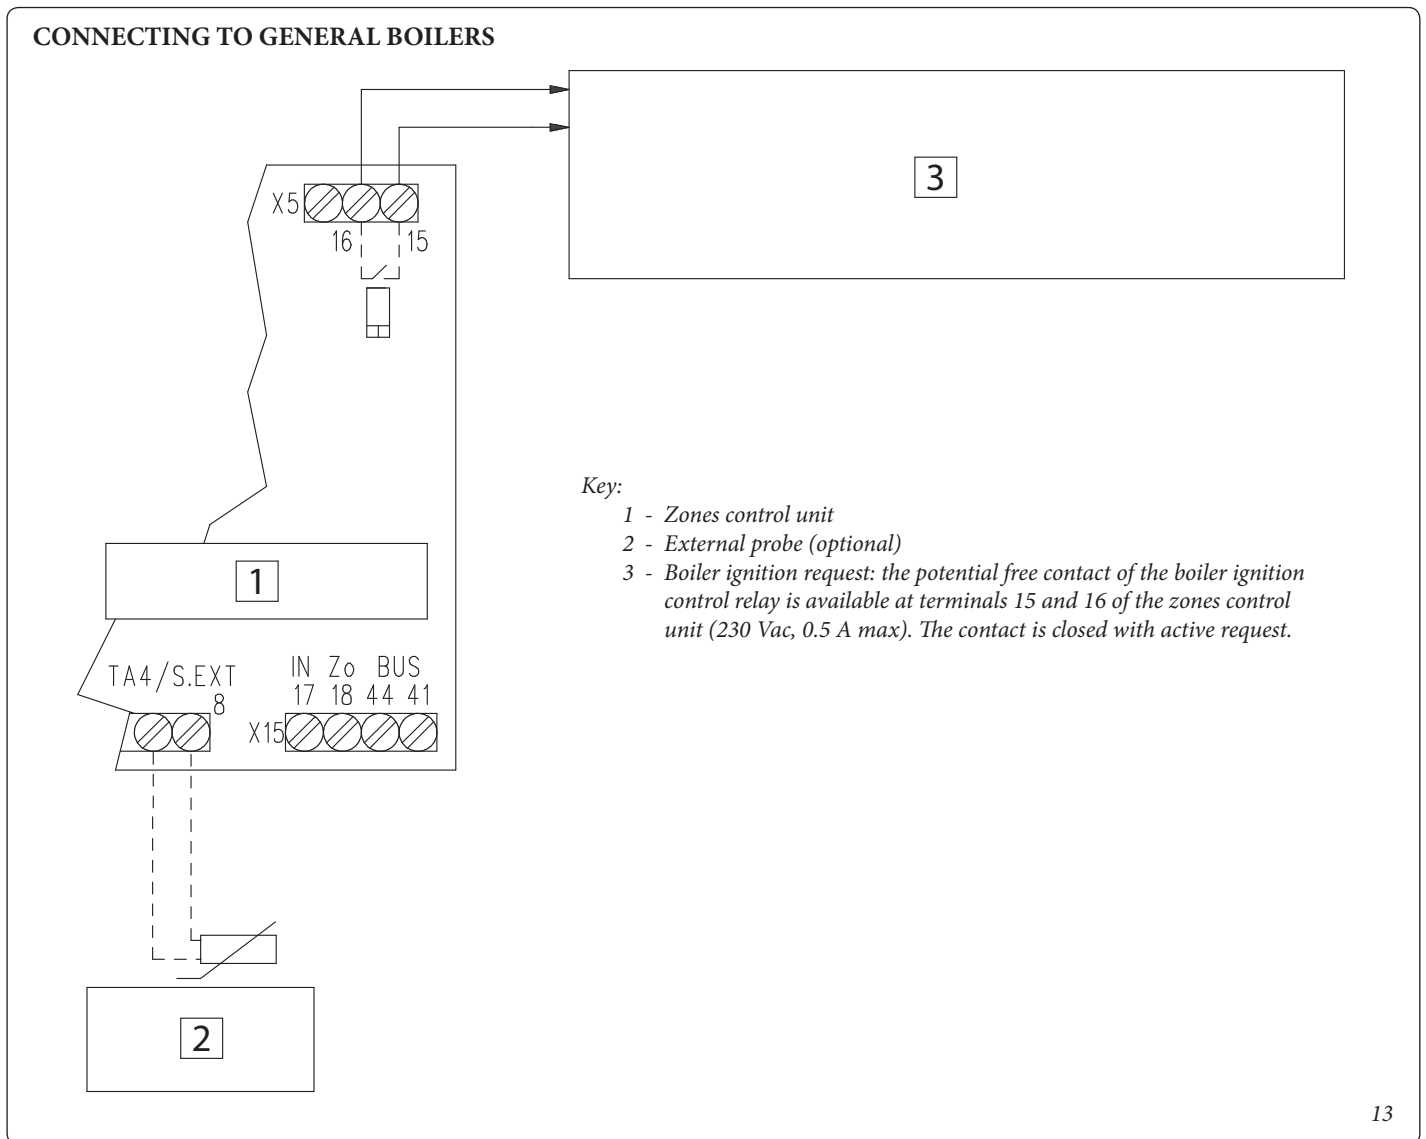 CONNECTING TO GENERAL BOILERS
3
X5
16 15
Key:
1 - Zones control unit
2 - External probe (optional)
3 - Boiler ignition request: the potential free contact of the boiler ignition
control relay is available at terminals 15 and 16 of the zones control
unit (230 Vac, 0.5 A max). The contact is closed with active request.
1
TA4/S.EXT
8
IN Zo BUS
17 18 44 41
X15
2
13